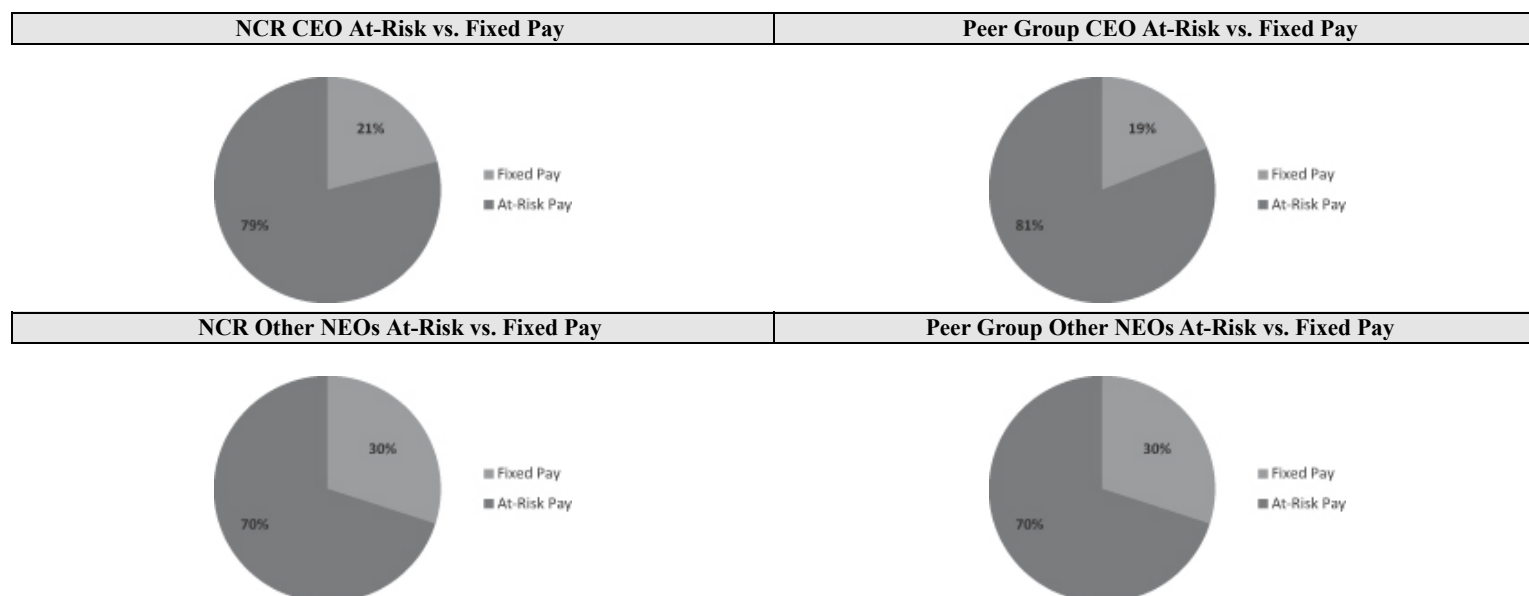 NCR CEO At-Risk vs. Fixed Pay
Peer Group CEO At-Risk vs. Fixed Pay
21%
79%
Fixed Pay
At-Risk Pay
19%
81%
Fixed Pay
At-Risk Pay
NCR Other NEOs At-Risk vs. Fixed Pay
Peer Group Other NEOs At-Risk vs. Fixed Pay
30%
70%
Fixed Pay
At-Risk Pay
30%
70%
Fixed Pay
At-Risk Pay